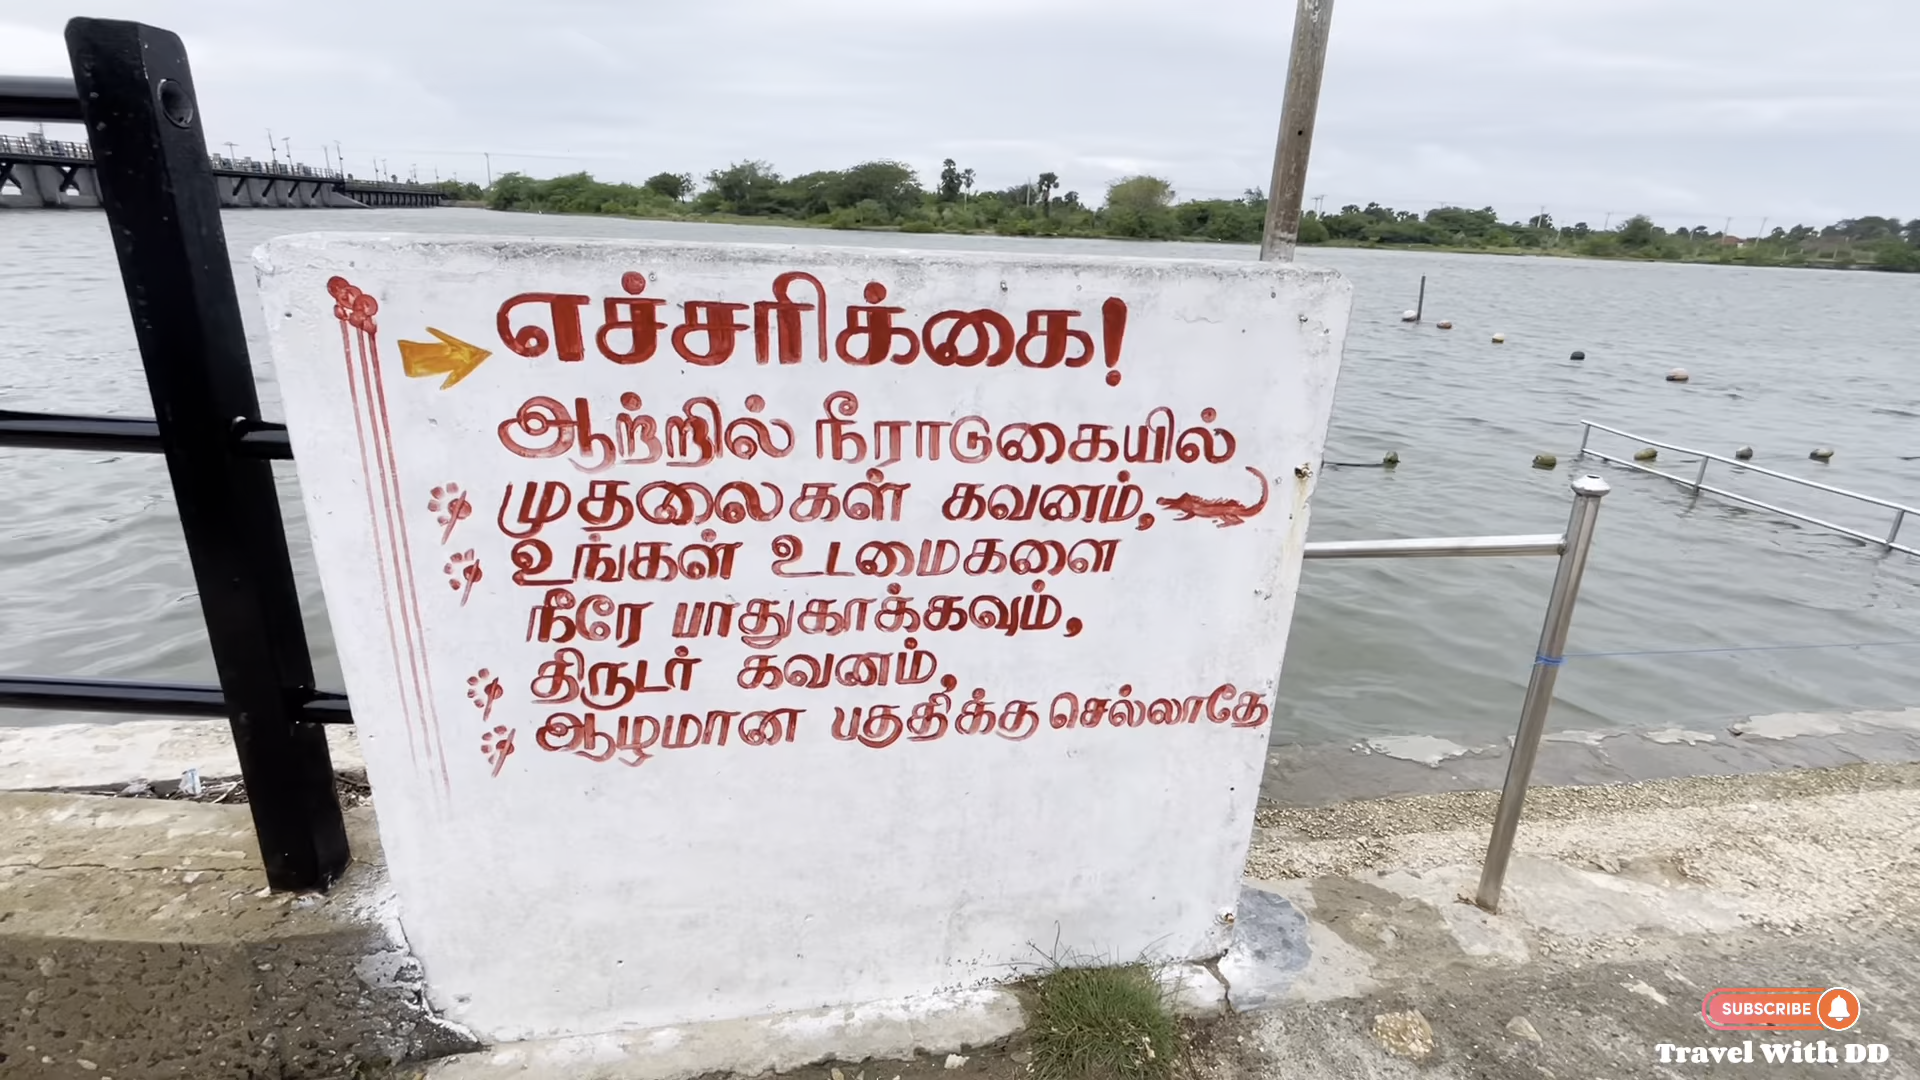 எச்சரிக்கை!
ஆற்றில் நீராடுகையில்
முதலைகள் கவனம்,
உங்கள் உடமைகளை
நீரே பாதுகாக்கவும்,
திருடர் கவனம்,
ஆழமான பகுதிக்கு செல்லாதே
SUBSCRIBE
Travel With DD